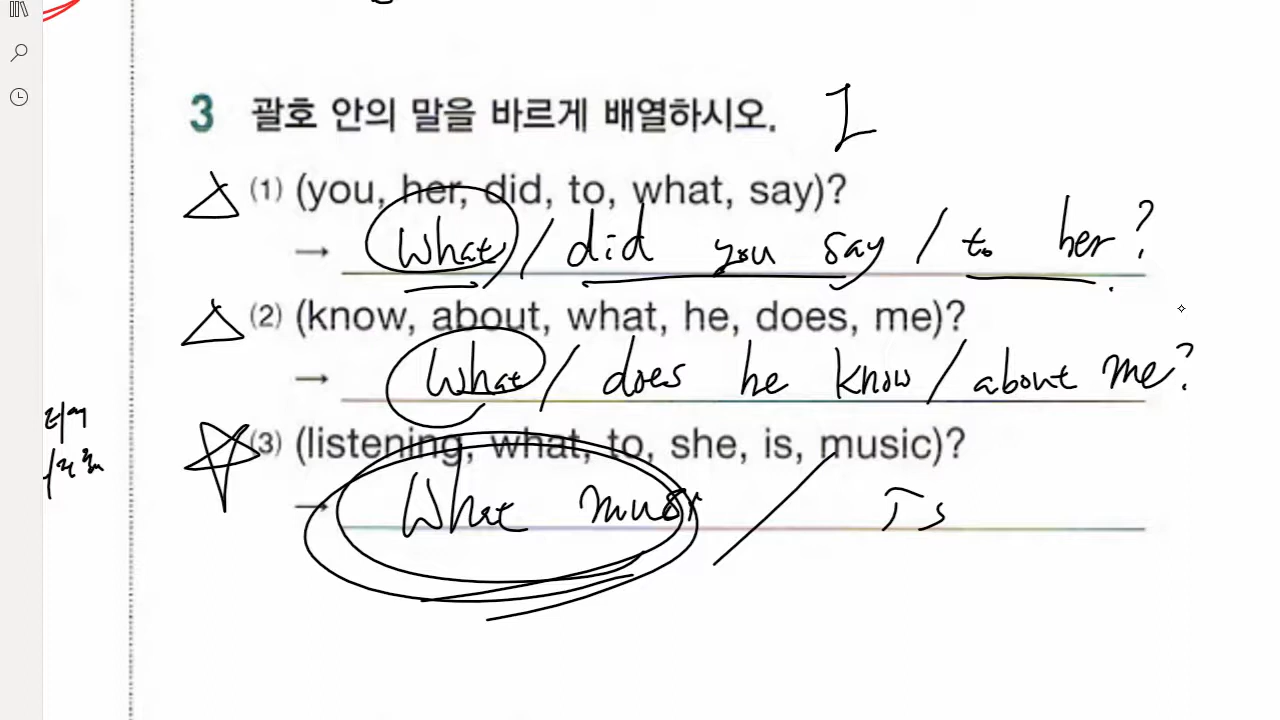 3 괄호 안의 말을 바르게 배열하시오. I
(1) (you, her, did, to, what, say)?
→ What / did you say / to her?
(2) (know, about, what, he, does, me)?
→ What / does he know / about me?
(3) (listening, what, to, she, is, music)?
→ What music / is